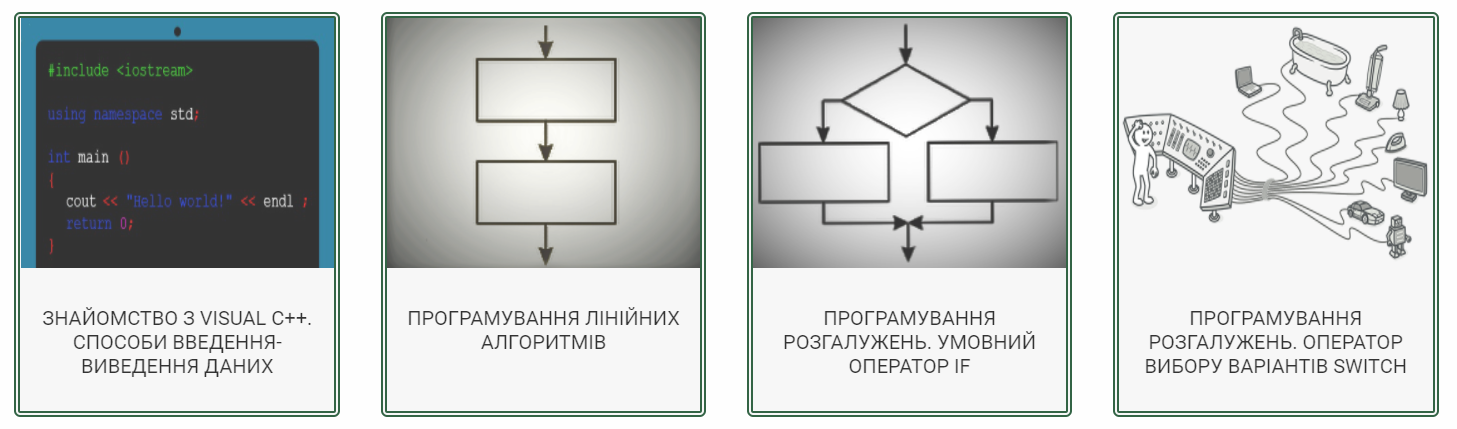 #include <iostream>
using namespace std;
int main ()
{
cout << "Hello world!" << endl ;
return 0;
}
ЗНАЙОМСТВО З VISUAL C++.
СПОСОБИ ВВЕДЕННЯ-
ВИВЕДЕННЯ ДАНИХ
ПРОГРАМУВАННЯ ЛІНІЙНИХ
АЛГОРИТМІВ
ПРОГРАМУВАННЯ
РОЗГАЛУЖЕНЬ. УМОВНИЙ
ОПЕРАТОР IF
ПРОГРАМУВАННЯ
РОЗГАЛУЖЕНЬ. ОПЕРАТОР
ВИБОРУ ВАРІАНТІВ SWITCH